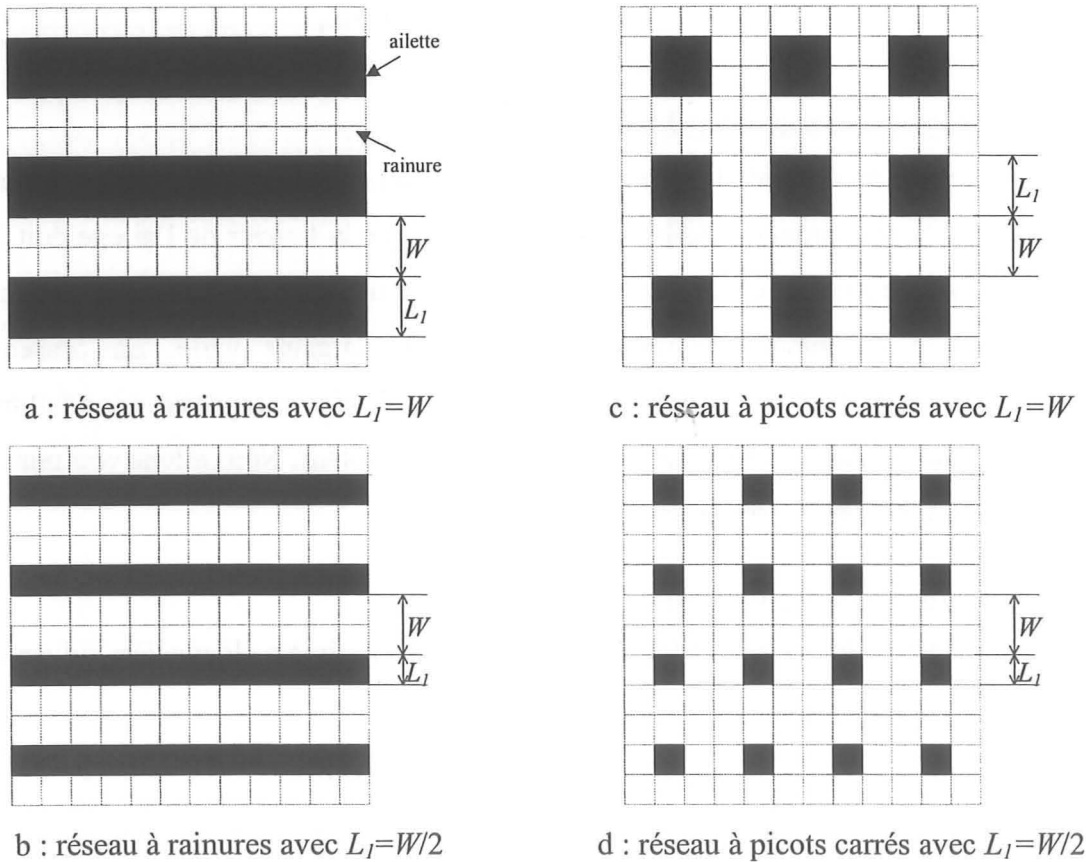 ailette
rainure
W
L₁
L₁
W
a : réseau à rainures avec L₁=W
c : réseau à picots carrés avec L₁=W
W
L₁
W
L₁
b : réseau à rainures avec L₁=W/2
d : réseau à picots carrés avec L₁=W/2